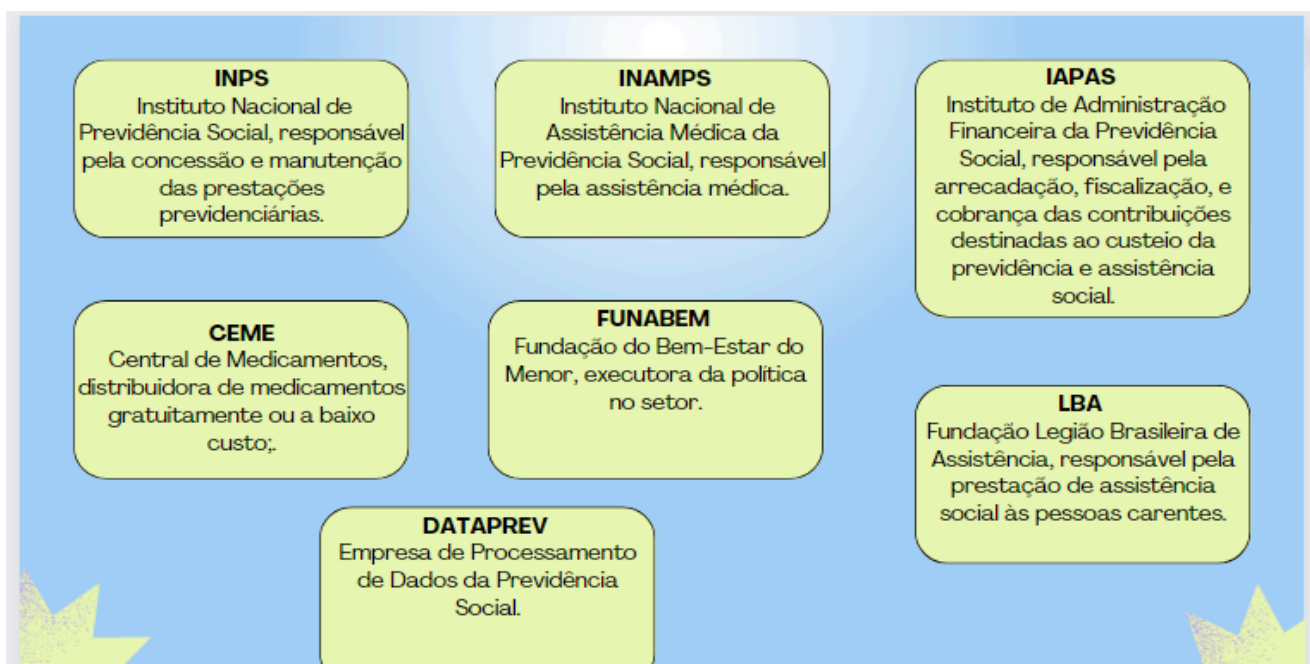 INPS
Instituto Nacional de
Previdência Social, responsável
pela concessão e manutenção
das prestações
previdenciárias.
INAMPS
Instituto Nacional de
Assistência Médica da
Previdência Social, responsável
pela assistência médica.
IAPAS
Instituto de Administração
Financeira da Previdência
Social, responsável pela
arrecadação, fiscalização, e
cobrança das contribuições
destinadas ao custeio da
previdência e assistência
social.
CEME
Central de Medicamentos,
distribuidora de medicamentos
gratuitamente ou a baixo
custo;.
FUNABEM
Fundação do Bem-Estar do
Menor, executora da política
no setor.
LBA
Fundação Legião Brasileira de
Assistência, responsável pela
prestação de assistência
social às pessoas carentes.
DATAPREV
Empresa de Processamento
de Dados da Previdência
Social.